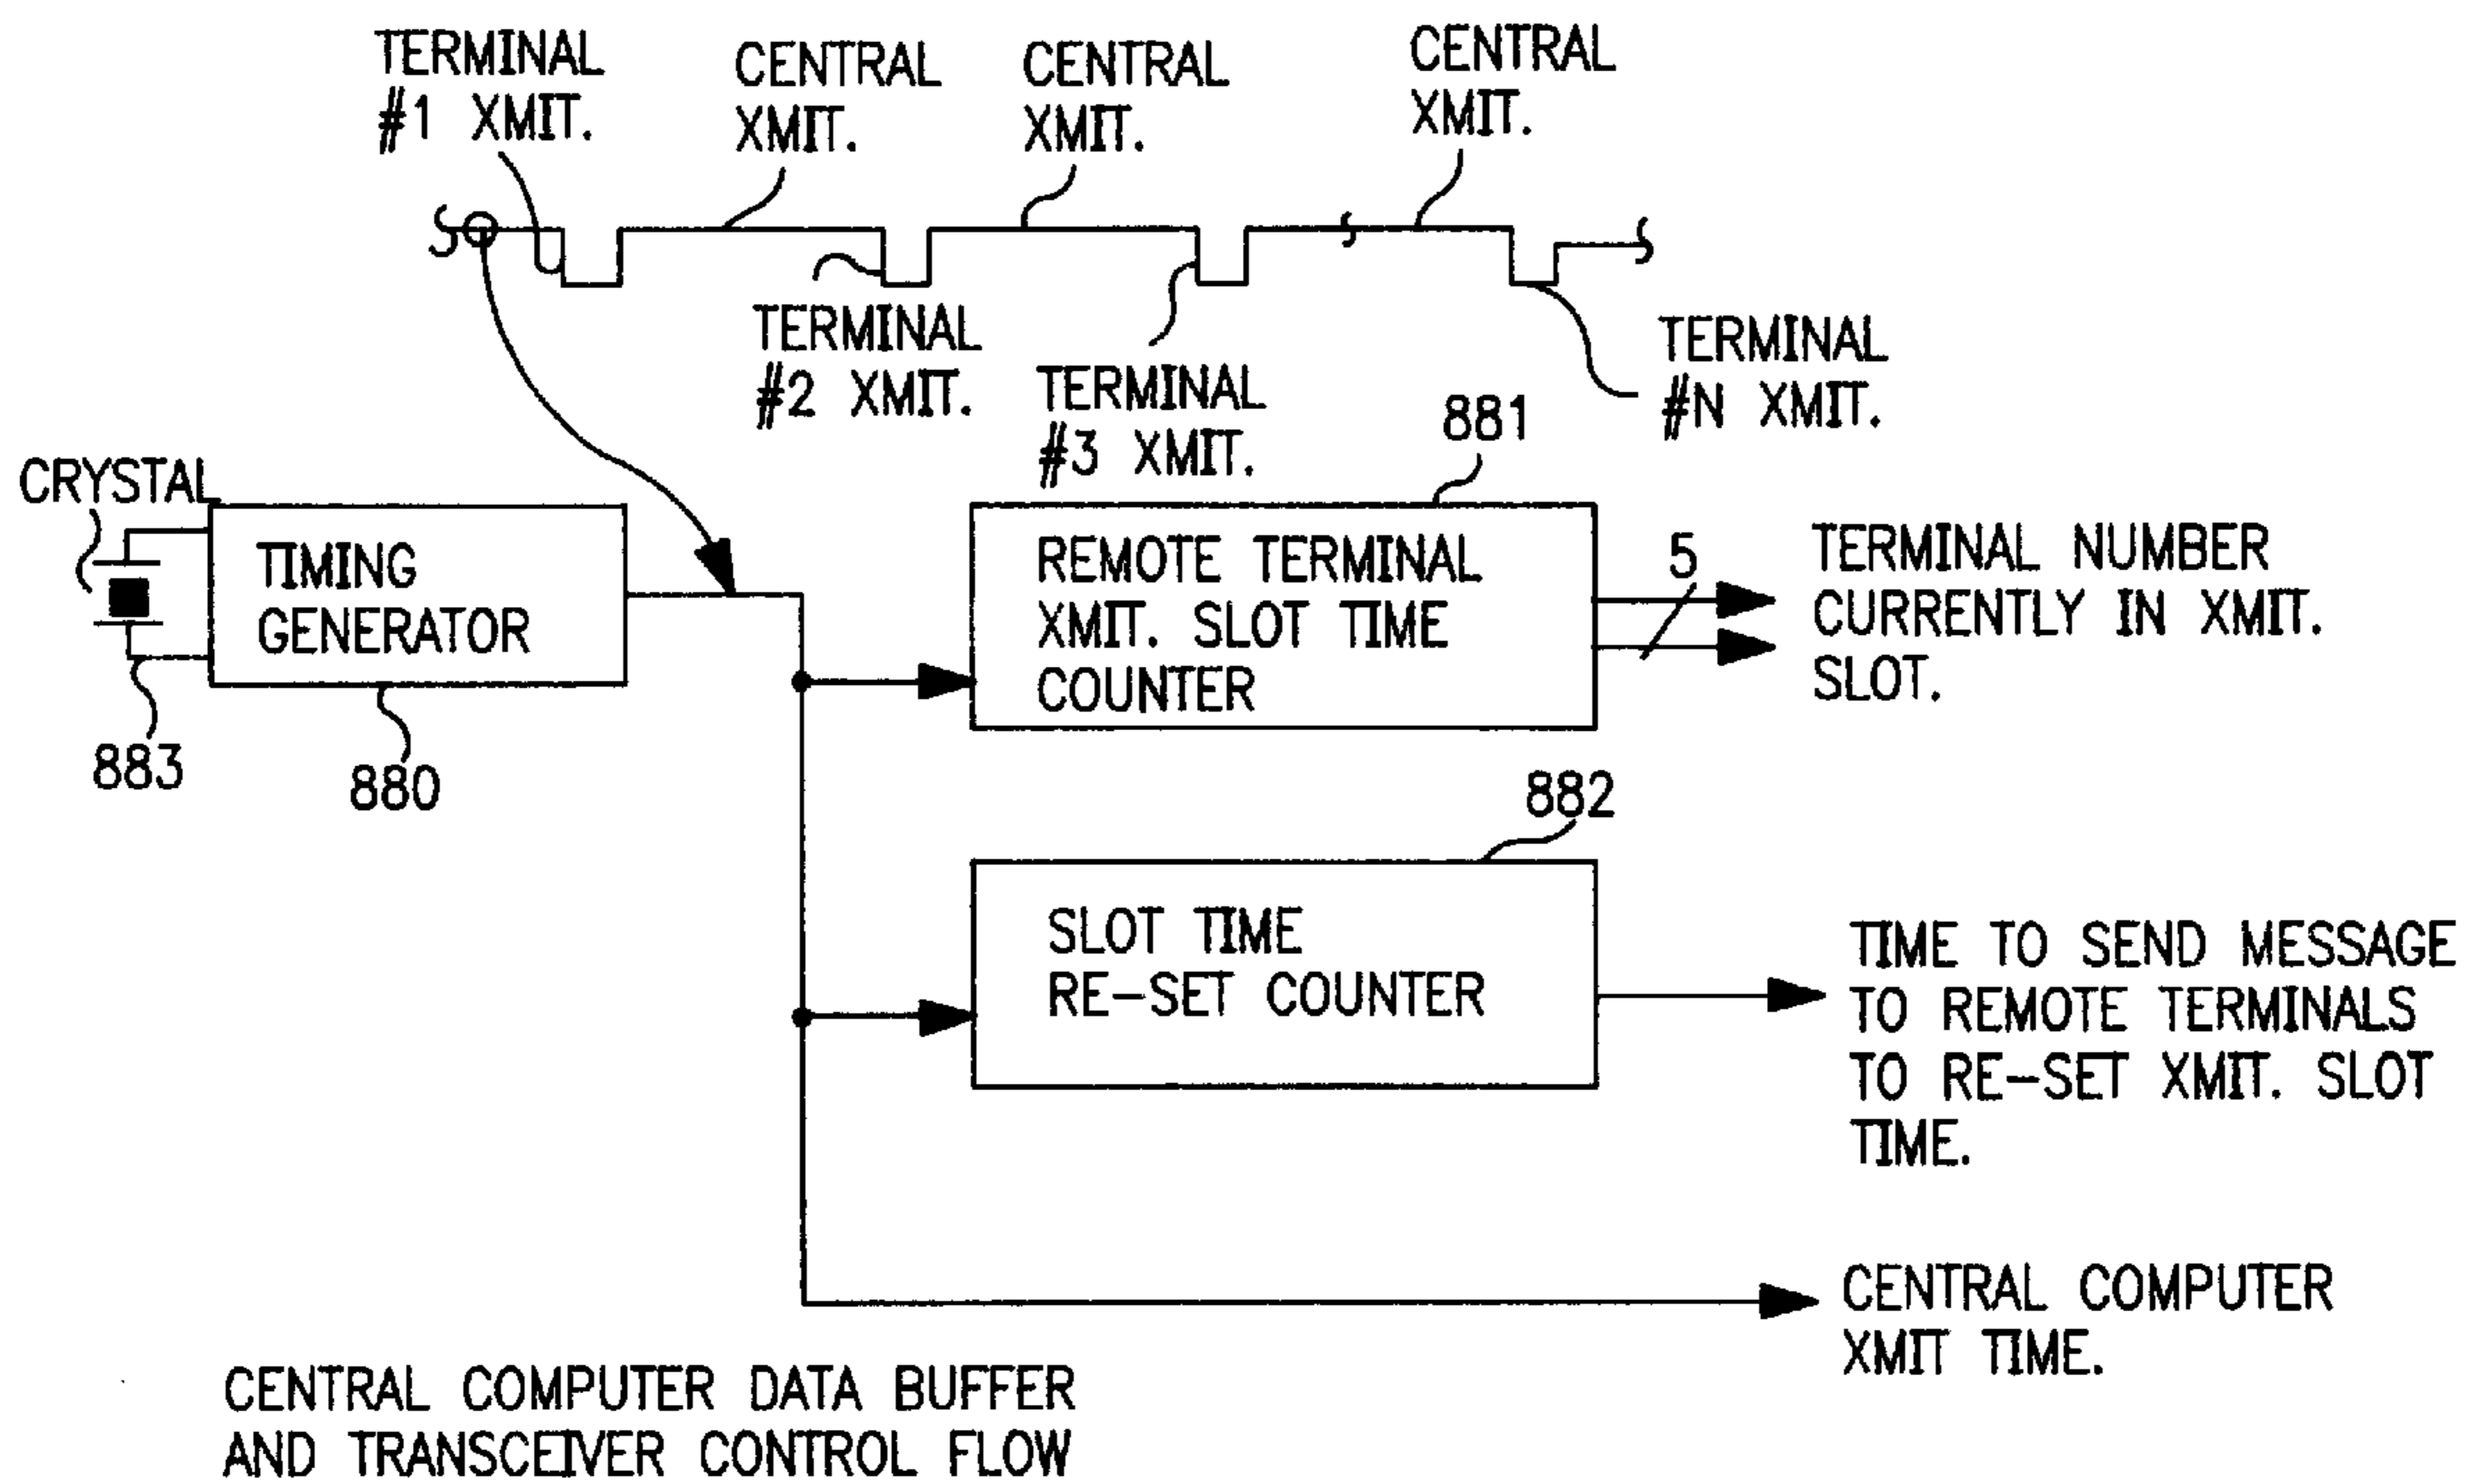 TERMINAL
#1 XMIT.
CENTRAL
XMIT.
CENTRAL
XMIT.
CENTRAL
XMIT.
TERMINAL
#2 XMIT.
TERMINAL
#3 XMIT.
TERMINAL
#N XMIT.
CRYSTAL
TIMING
GENERATOR
883
880
881
REMOTE TERMINAL
XMIT. SLOT TIME
COUNTER
5
TERMINAL NUMBER
CURRENTLY IN XMIT.
SLOT.
882
SLOT TIME
RE-SET COUNTER
TIME TO SEND MESSAGE
TO REMOTE TERMINALS
TO RE-SET XMIT. SLOT
TIME.
CENTRAL COMPUTER
XMIT TIME.
CENTRAL COMPUTER DATA BUFFER
AND TRANSCEIVER CONTROL FLOW